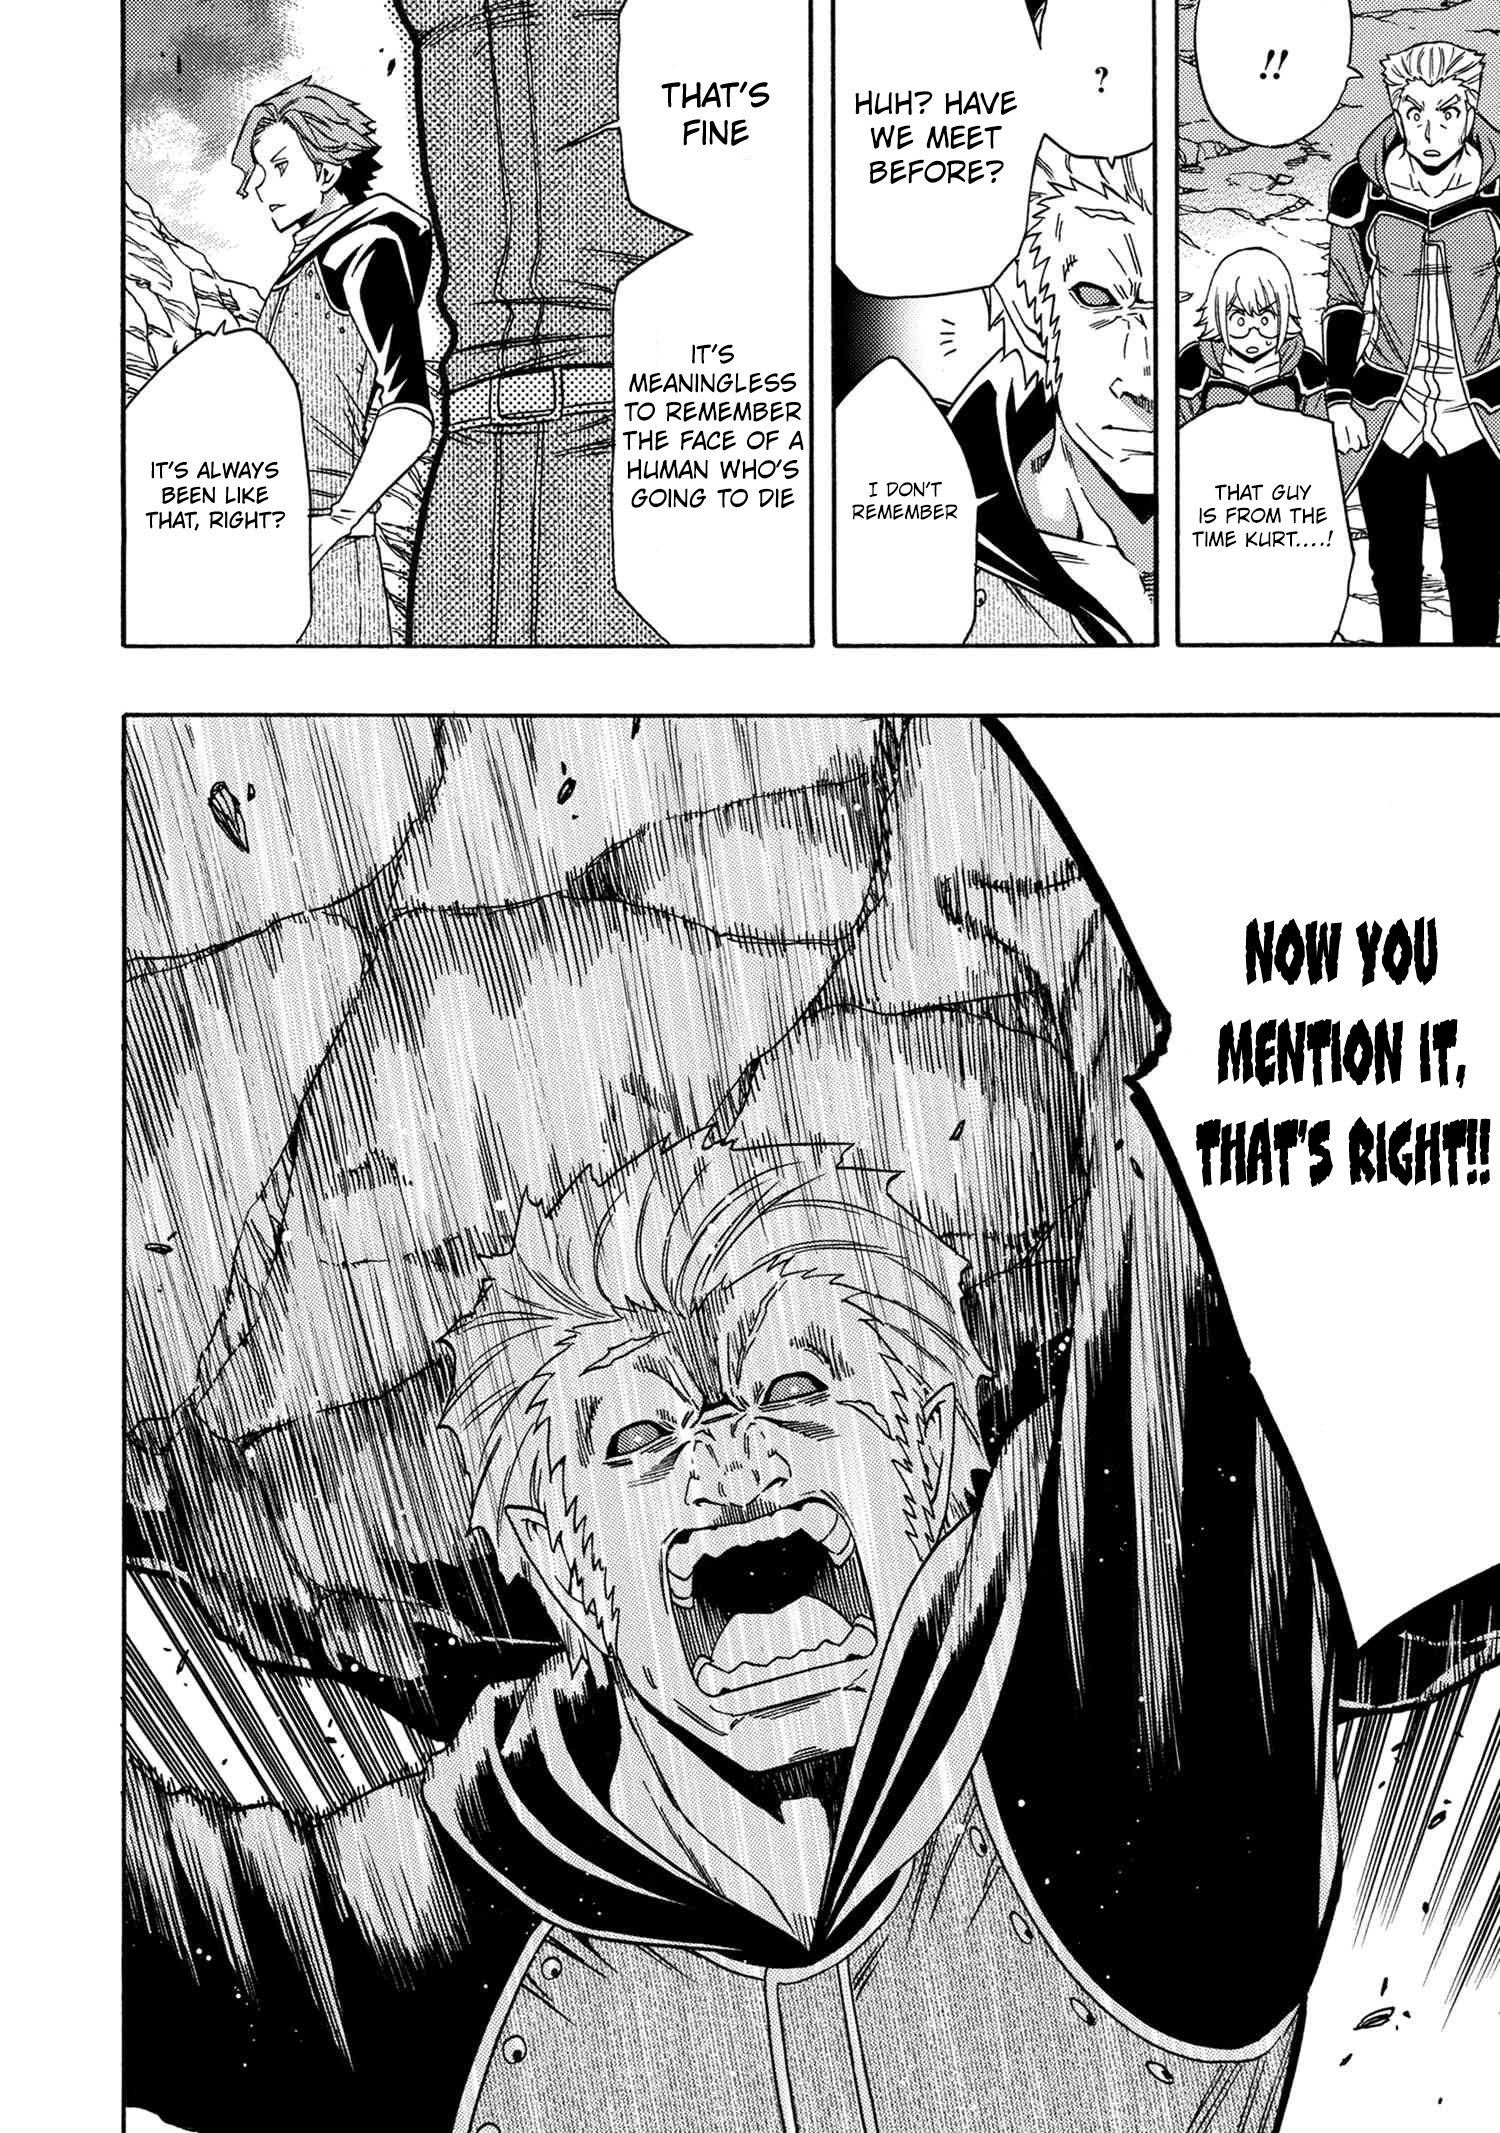 !!
THAT GUY
IS FROM THE
TIME KURT....!
?
HUH? HAVE
WE MEET
BEFORE?
I DON'T
REMEMBER
THAT'S
FINE
IT'S
MEANINGLESS
TO REMEMBER
THE FACE OF A
HUMAN WHO'S
GOING TO DIE
IT'S ALWAYS
BEEN LIKE
THAT, RIGHT?
NOW YOU
MENTION IT,
THAT'S RIGHT!!